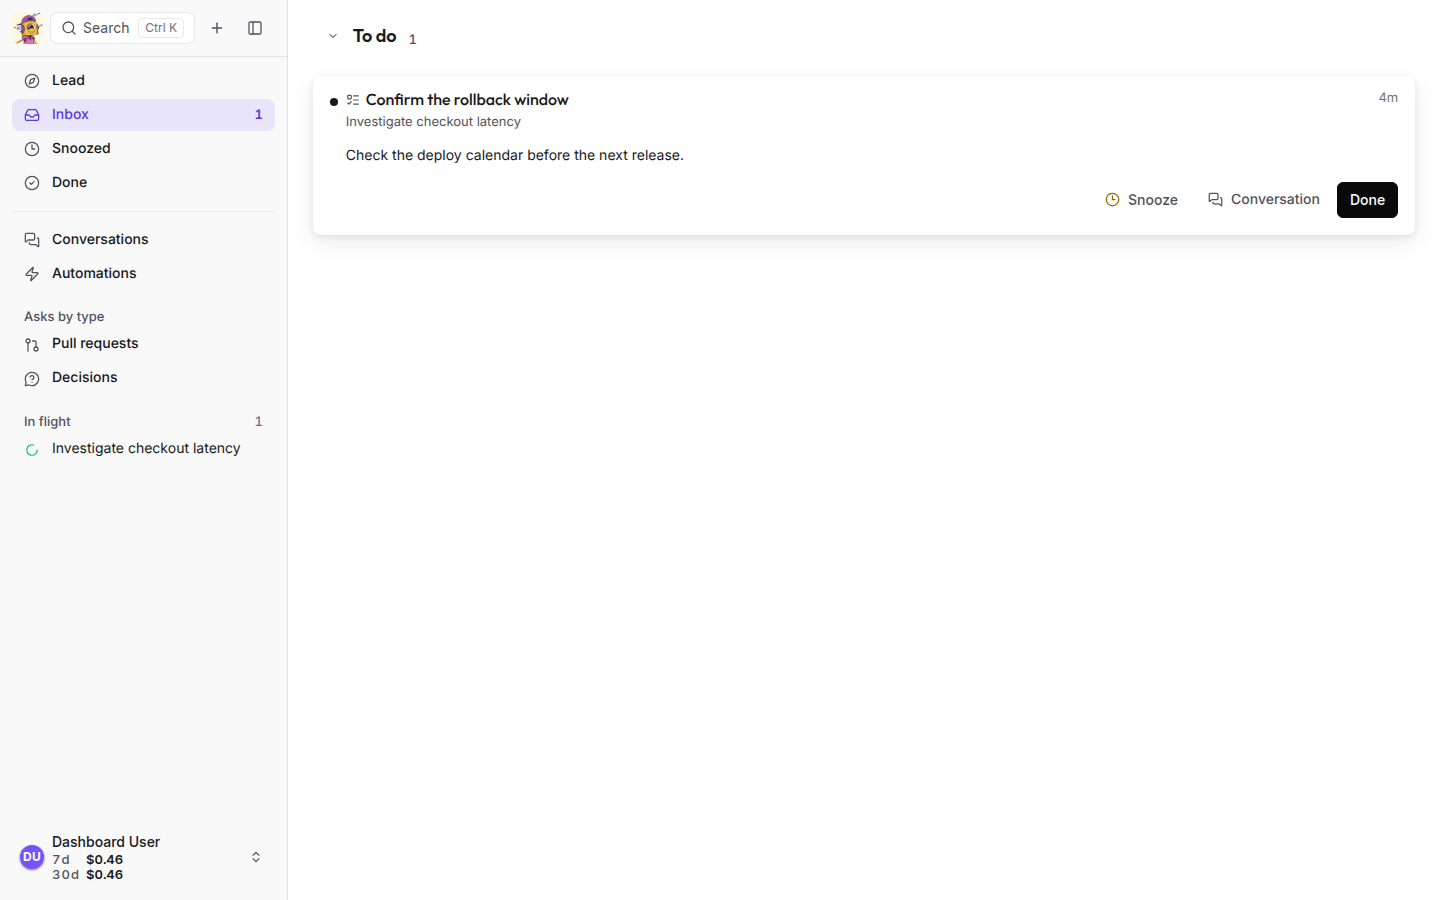 Search Ctrl K
Lead
Inbox 1
Snoozed
Done
Conversations
Automations
Asks by type
Pull requests
Decisions
In flight 1
Investigate checkout latency
DU
Dashboard User
7d $0.46
30d $0.46
To do 1
Confirm the rollback window 4m
Investigate checkout latency
Check the deploy calendar before the next release.
Snooze Conversation Done